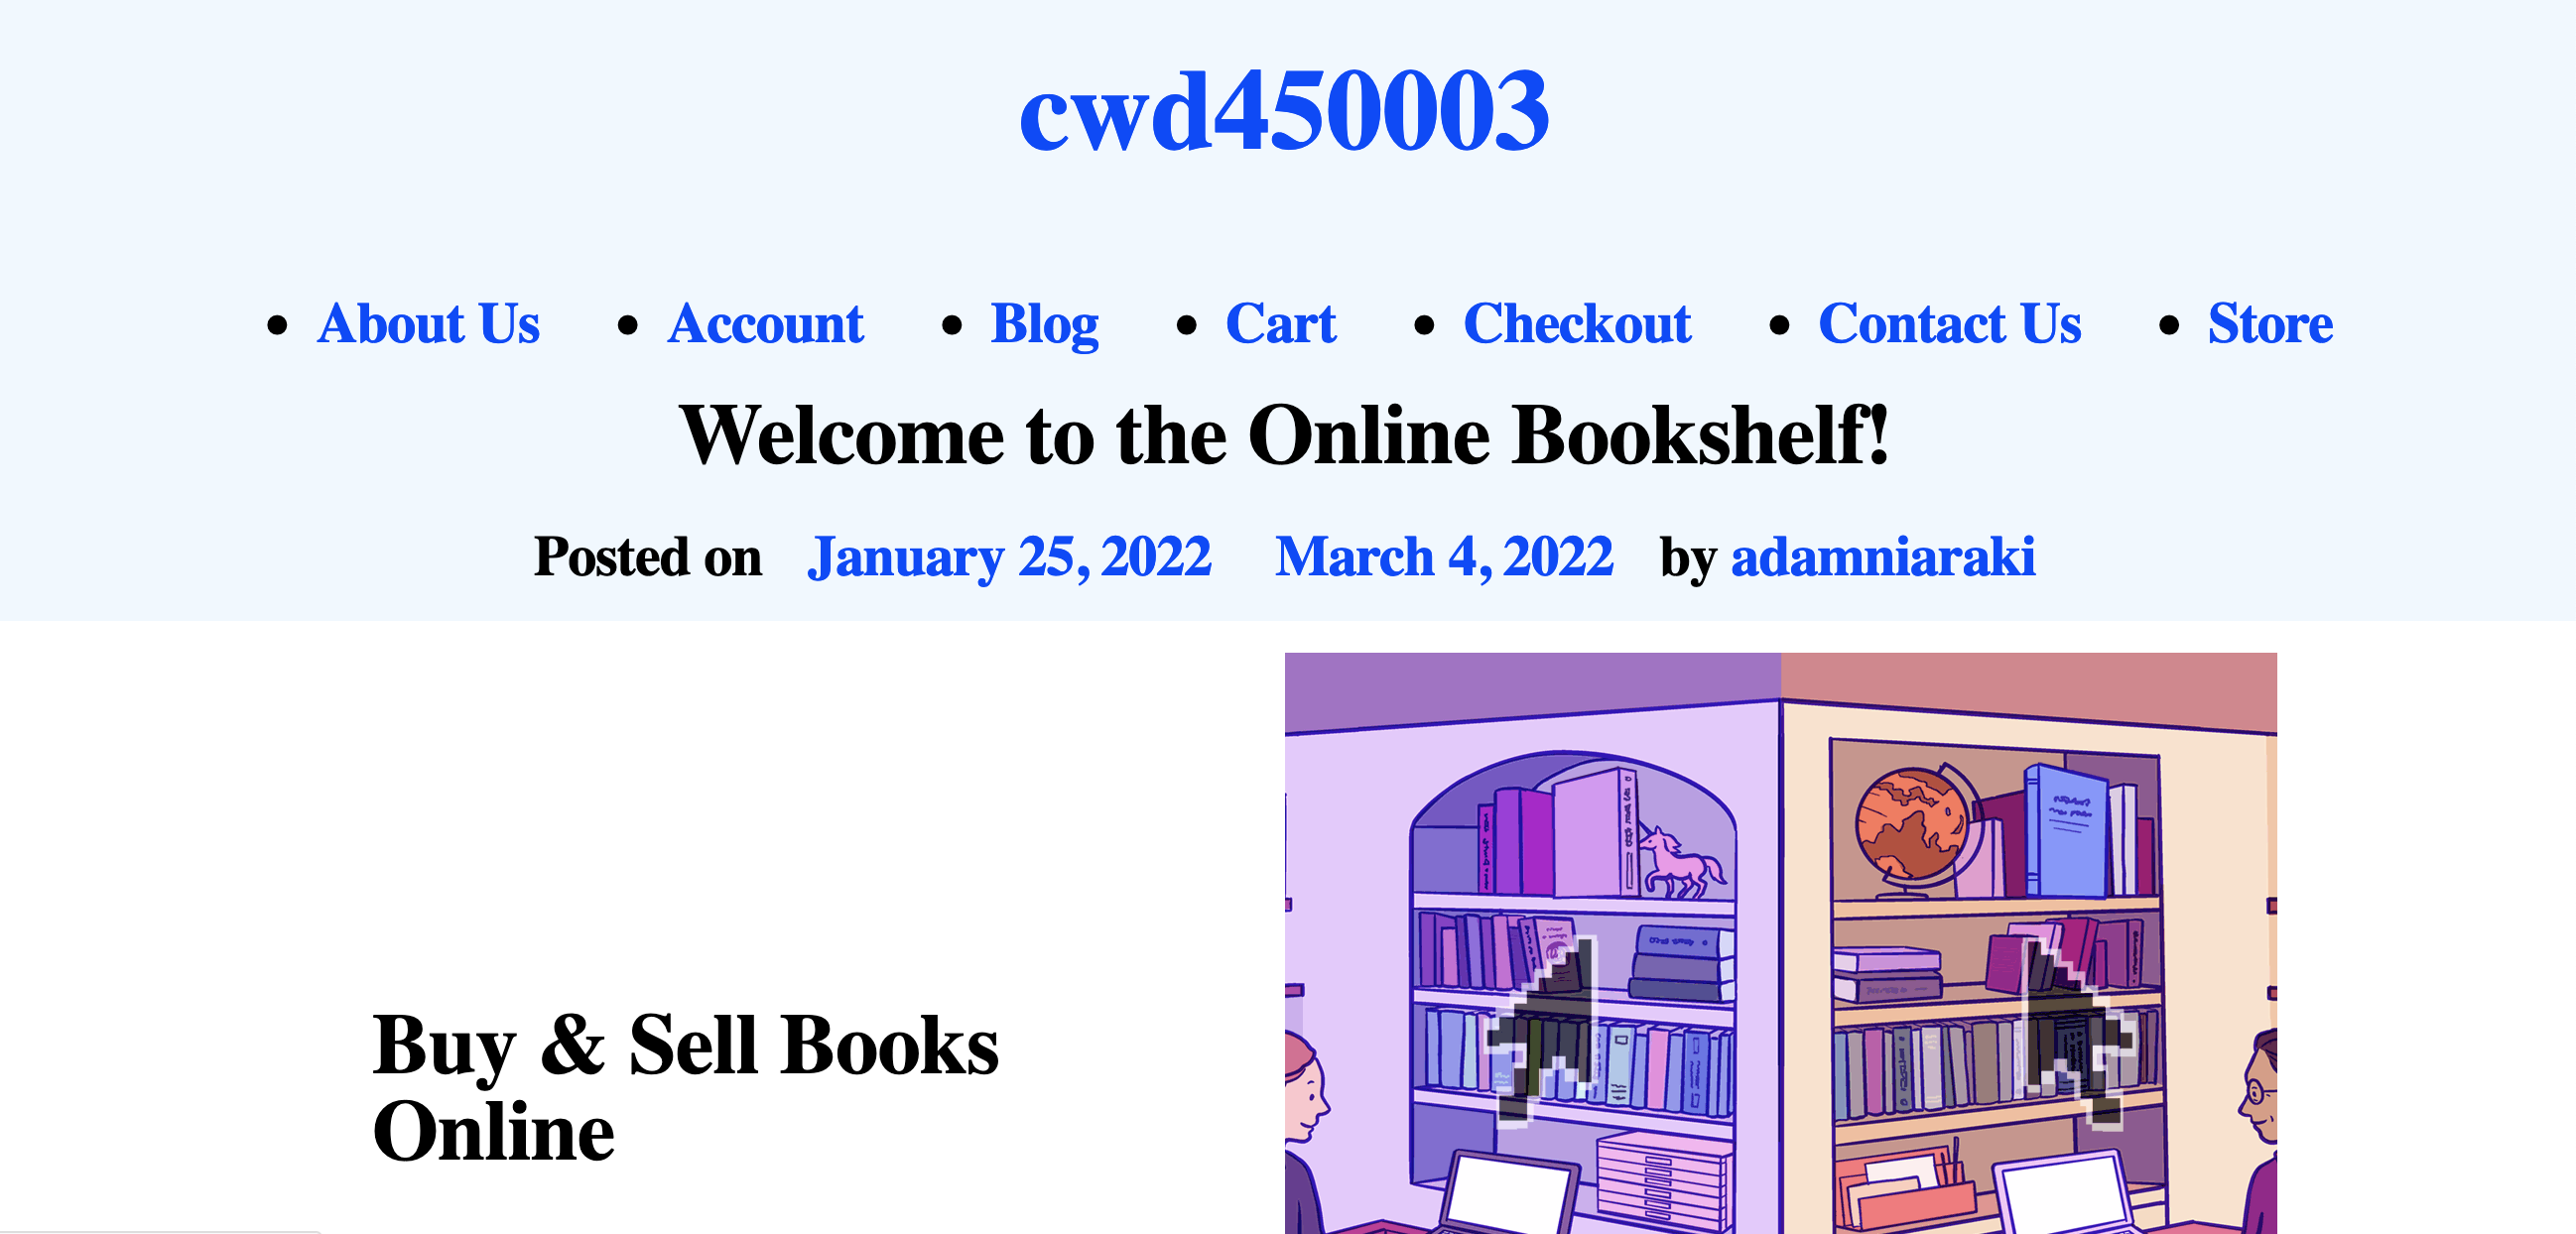 cwd450003
• About Us • Account • Blog • Cart • Checkout • Contact Us • Store
Welcome to the Online Bookshelf!
Posted on January 25, 2022 March 4, 2022 by adamniaraki
Buy & Sell Books
Online